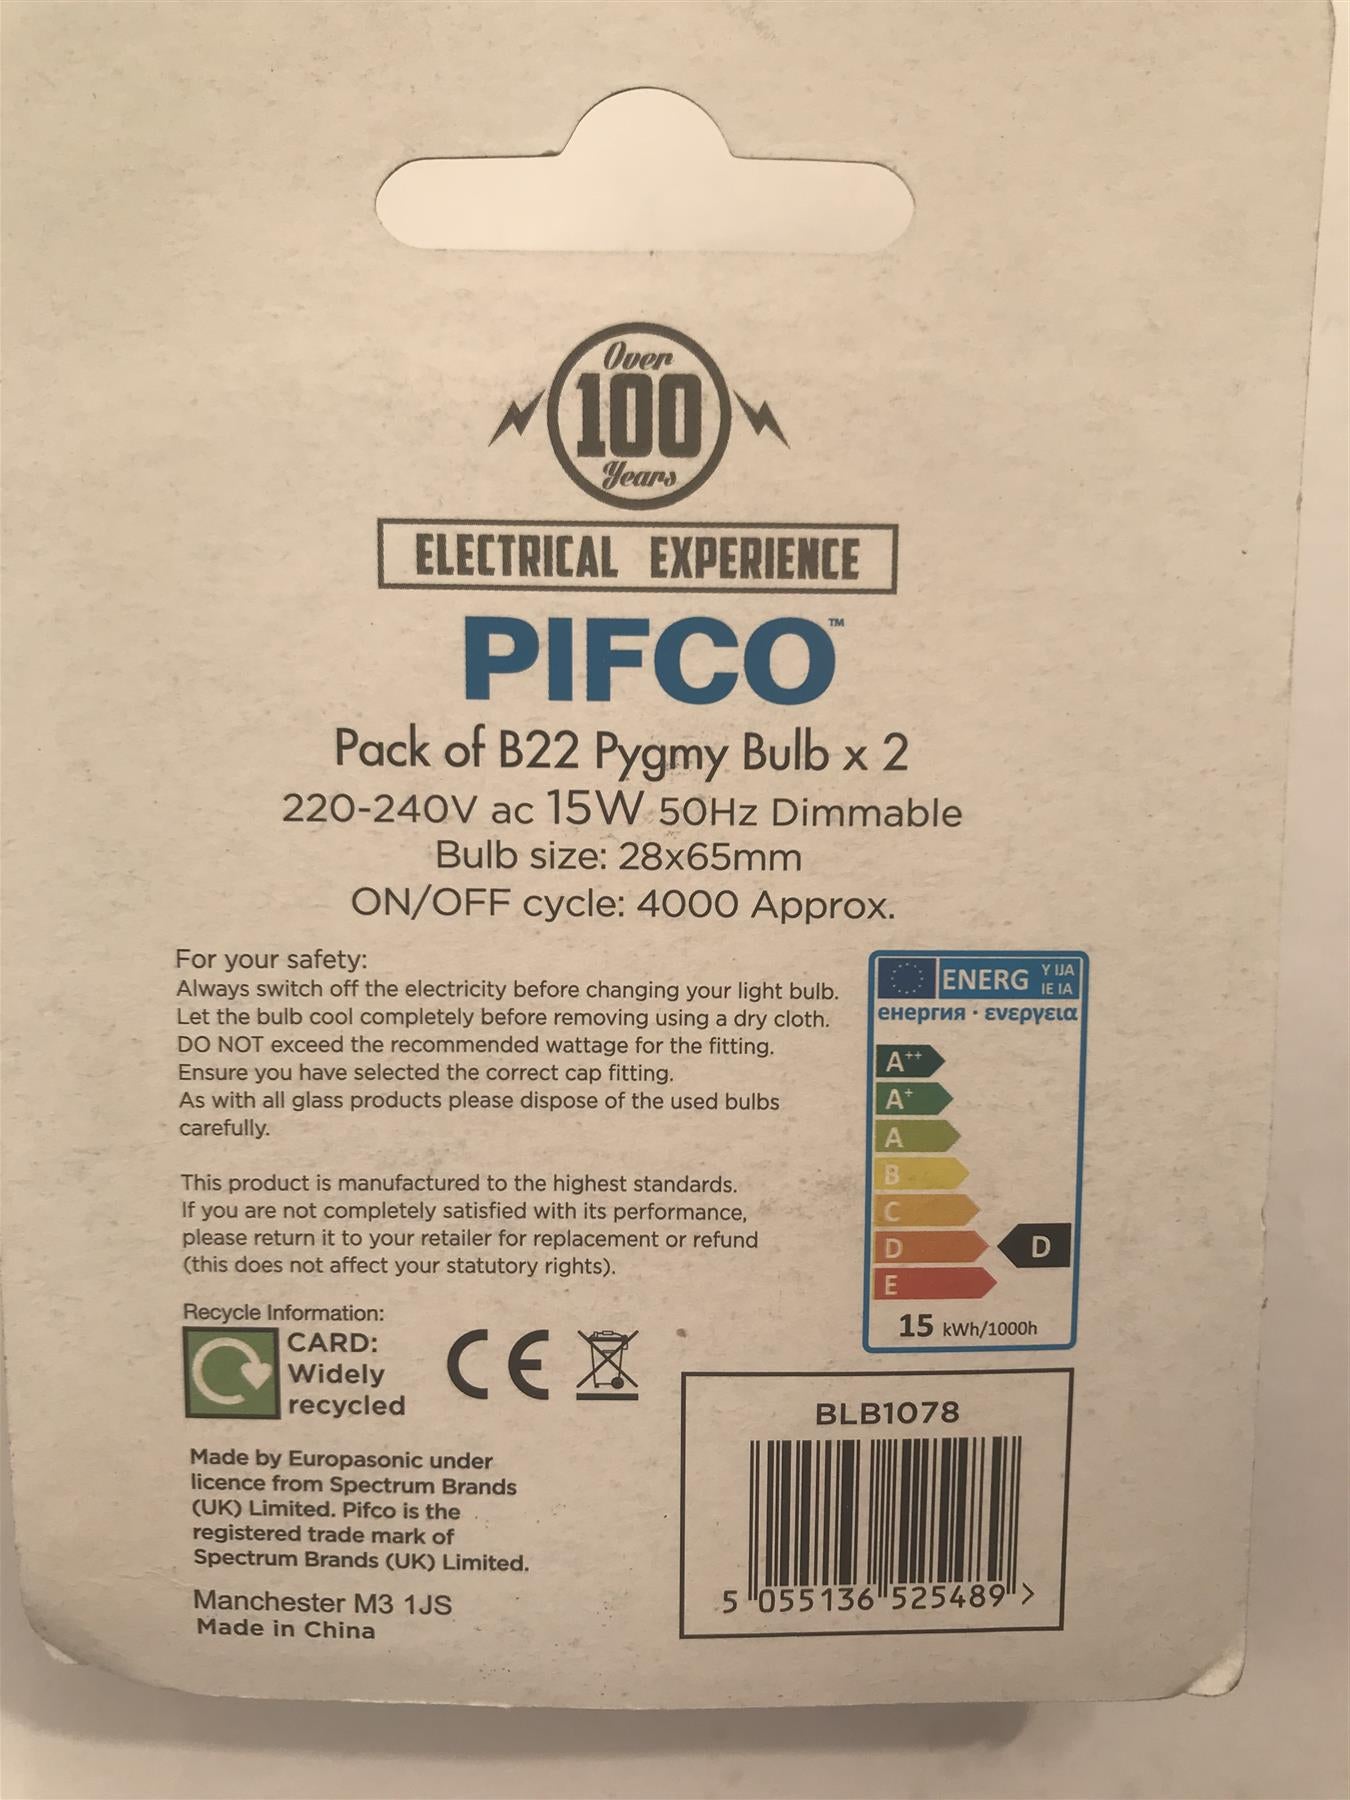 Over
100
Years
ELECTRICAL EXPERIENCE
PIFCO™
Pack of B22 Pygmy Bulb x 2
220-240V ac 15W 50Hz Dimmable
Bulb size: 28x65mm
ON/OFF cycle: 4000 Approx.
For your safety:
Always switch off the electricity before changing your light bulb.
Let the bulb cool completely before removing using a dry cloth.
DO NOT exceed the recommended wattage for the fitting.
Ensure you have selected the correct cap fitting.
As with all glass products please dispose of the used bulbs
carefully.
This product is manufactured to the highest standards.
If you are not completely satisfied with its performance,
please return it to your retailer for replacement or refund
(this does not affect your statutory rights).
ENERG Y IJA
IE IA
енергия · ενεργεια
A++
A+
A
B
C
D D
E
15 kWh/1000h
Recycle Information:
CARD:
Widely
recycled
CE
Made by Europasonic under
licence from Spectrum Brands
(UK) Limited. Pifco is the
registered trade mark of
Spectrum Brands (UK) Limited.
Manchester M3 1JS
Made in China
BLB1078
5 055136 525489 >